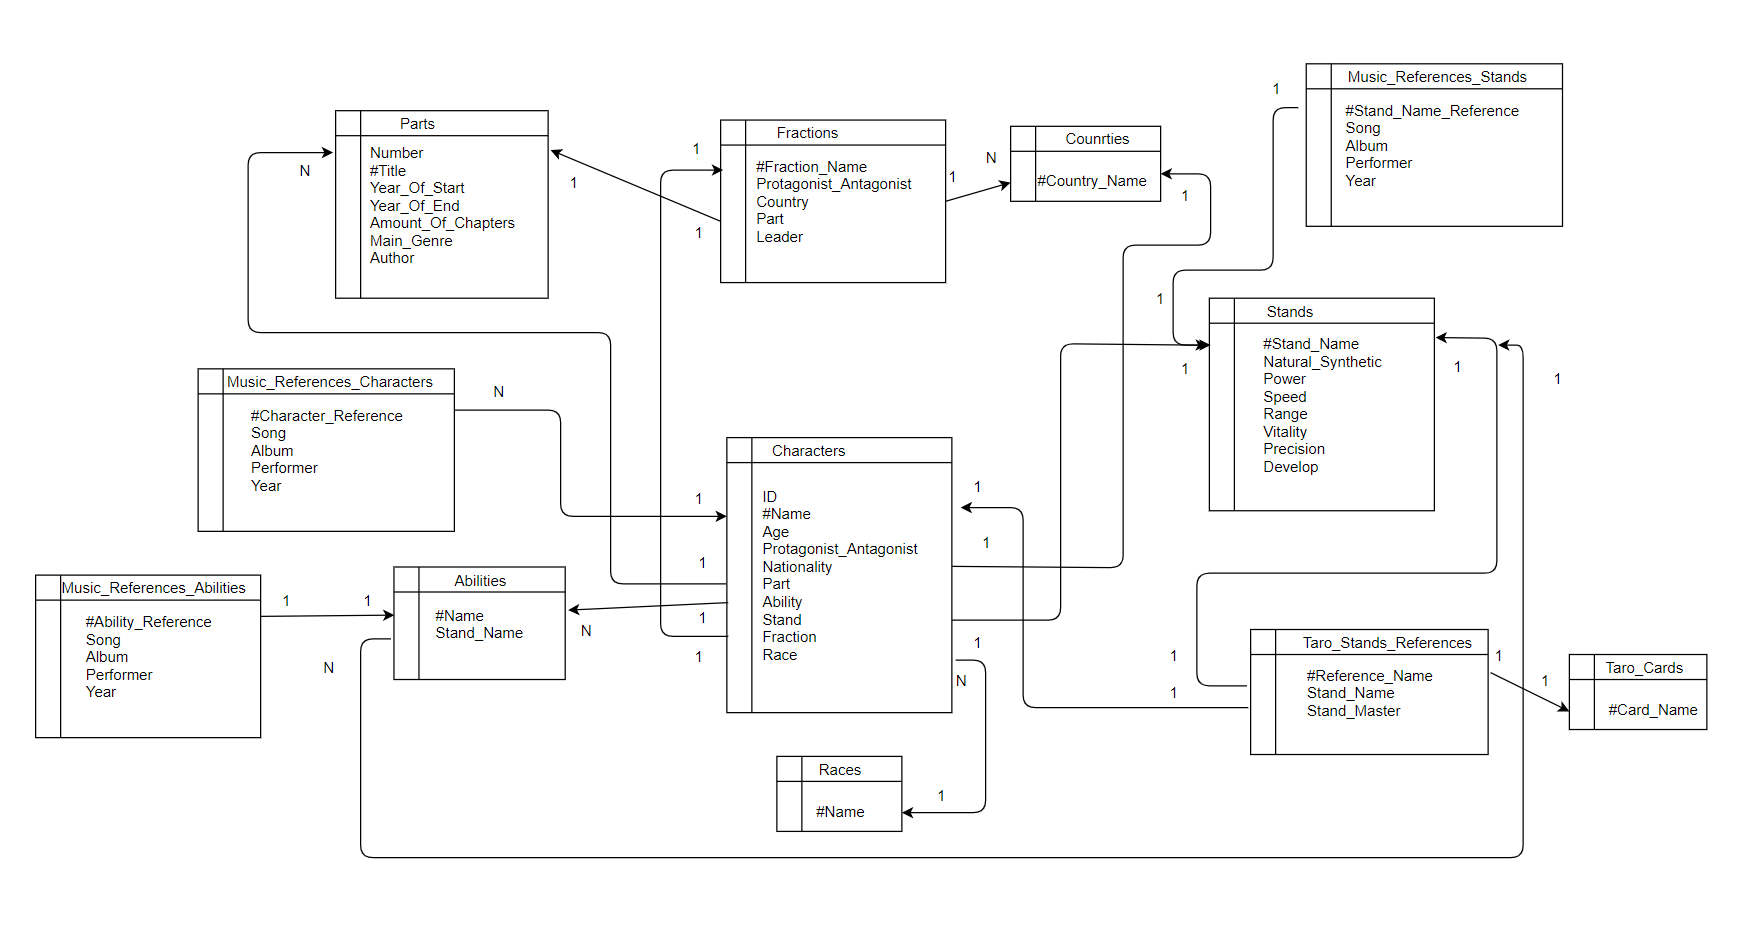 Parts
Number
#Title
Year_Of_Start
Year_Of_End
Amount_Of_Chapters
Main_Genre
Author
N
1
Fractions
#Fraction_Name
Protagonist_Antagonist
Country
Part
Leader
1
1
1
N
Counrties
#Country_Name
1
Music_References_Stands
#Stand_Name_Reference
Song
Album
Performer
Year
1
1
Stands
#Stand_Name
Natural_Synthetic
Power
Speed
Range
Vitality
Precision
Develop
1
1
1
Music_References_Characters
#Character_Reference
Song
Album
Performer
Year
N
1
Characters
ID
#Name
Age
Protagonist_Antagonist
Nationality
Part
Ability
Stand
Fraction
Race
1
1
1
1
1
1
N
Music_References_Abilities
#Ability_Reference
Song
Album
Performer
Year
1
1
Abilities
#Name
Stand_Name
N
N
Taro_Stands_References
#Reference_Name
Stand_Name
Stand_Master
1
1
1
1
Taro_Cards
#Card_Name
Races
#Name
1